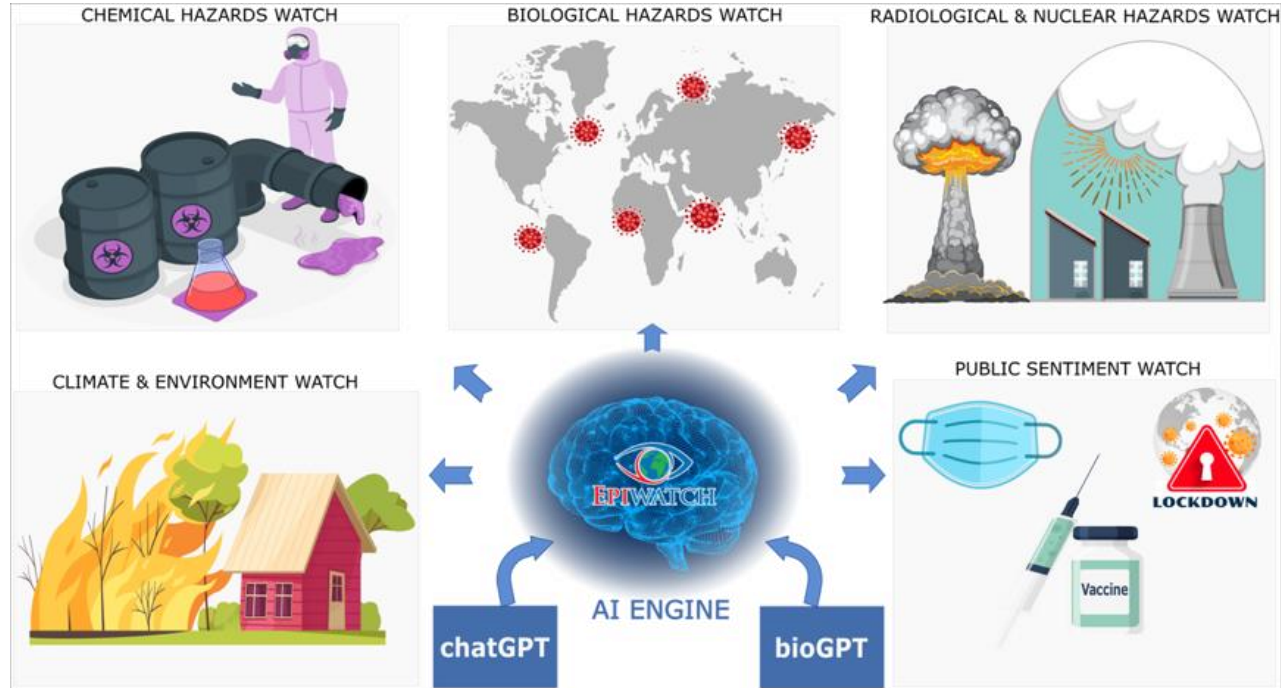 CHEMICAL HAZARDS WATCH
BIOLOGICAL HAZARDS WATCH
RADIOLOGICAL & NUCLEAR HAZARDS WATCH
CLIMATE & ENVIRONMENT WATCH
PUBLIC SENTIMENT WATCH
EPIWATCH
LOCKDOWN
Vaccine
AI ENGINE
chatGPT
bioGPT